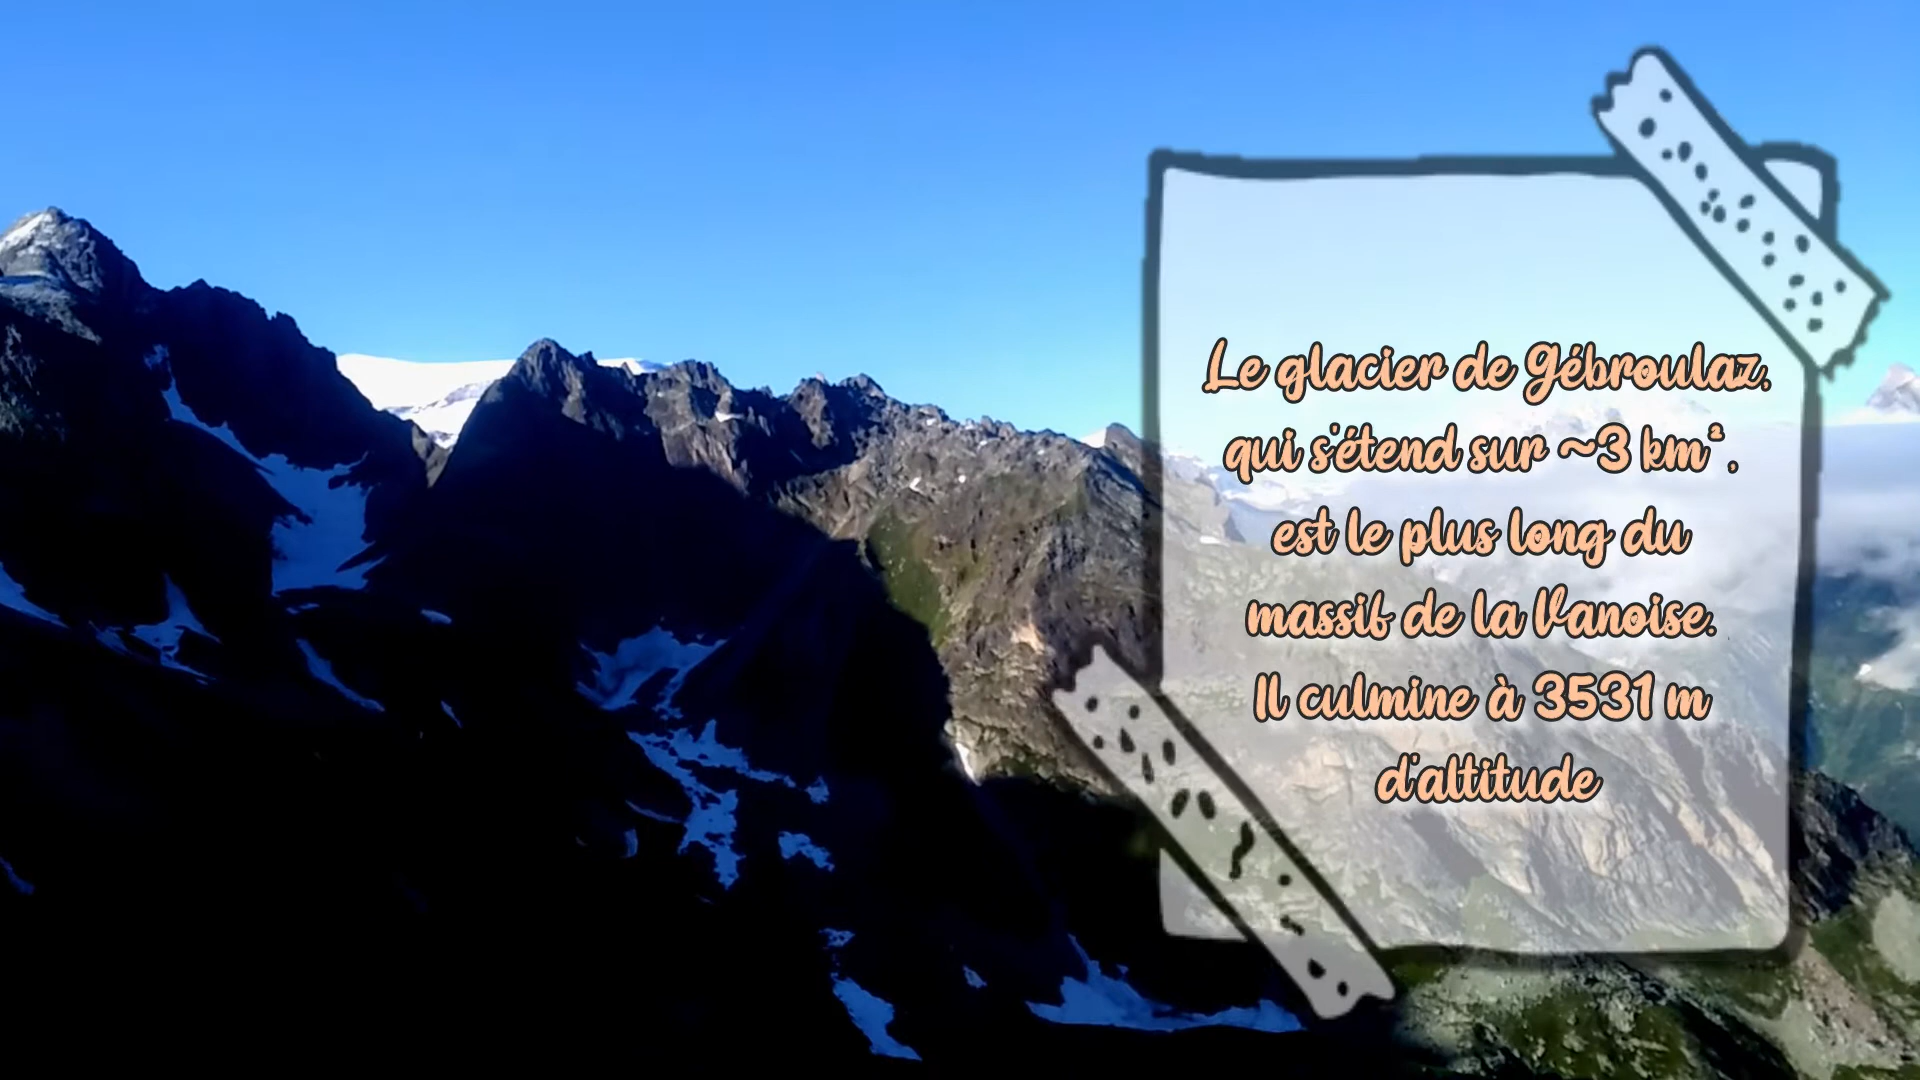 Le glacier de Gébroulaz,
qui s'étend sur ~3 km²,
est le plus long du
massif de la Vanoise.
Il culmine à 3531 m
d'altitude